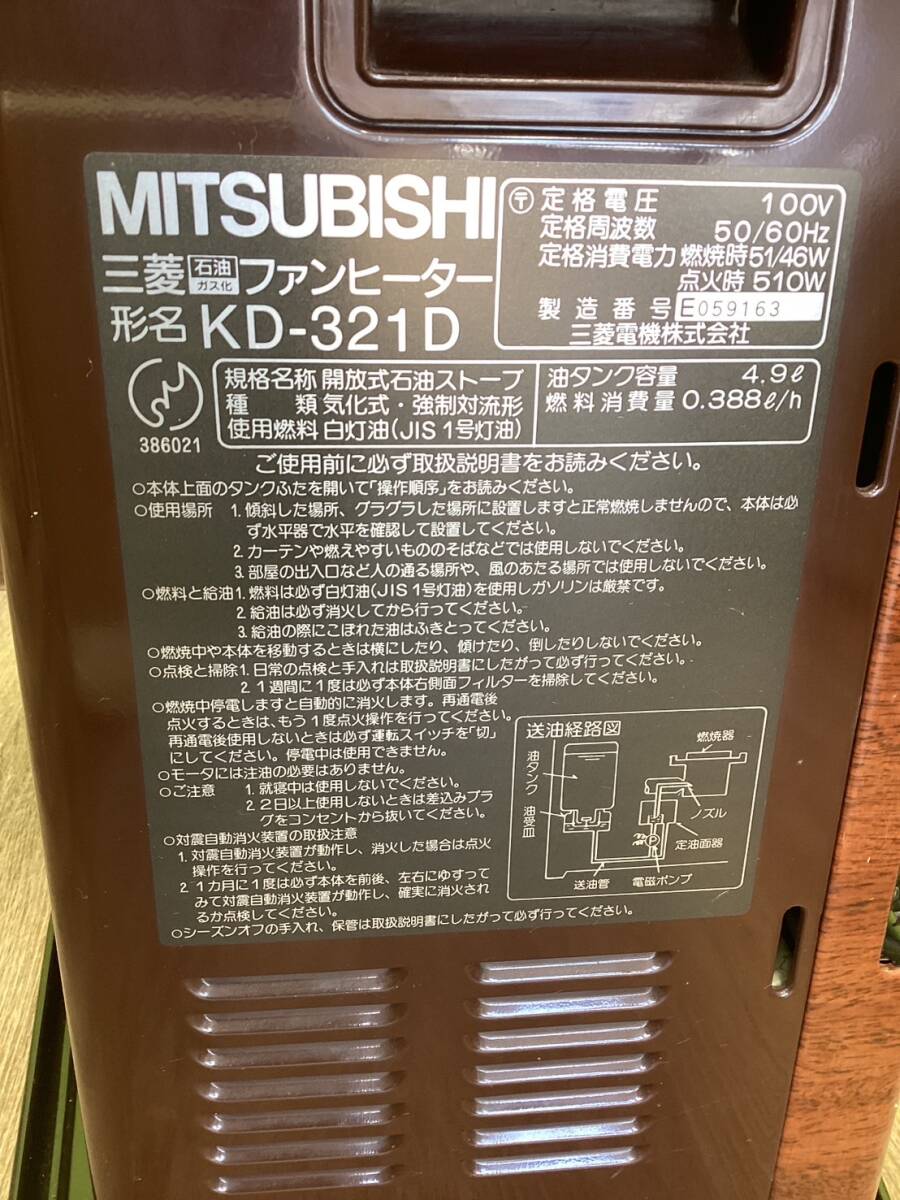 MITSUBISHI
三菱 石油ガス化 ファンヒーター
形名 KD-321D
〒 定格電圧 100V
定格周波数 50/60Hz
定格消費電力 燃焼時51/46W
点火時 510W
製造番号 E059163
三菱電機株式会社
386021
規格名称 開放式石油ストーブ
種類 気化式・強制対流形
使用燃料 白灯油(JIS1号灯油)
油タンク容量 4.9ℓ
燃料消費量 0.388ℓ/h
ご使用前に必ず取扱説明書をお読みください。
○本体上面のタンクふたを開いて「操作順序」をお読みください。
○使用場所 1. 傾斜した場所、グラグラした場所に設置しますと正常燃焼しませんので、本体は必
ず水平器で水平を確認して設置してください。
2. カーテンや燃えやすいもののそばなどでは使用しないでください。
3. 部屋の出入口など人の通る場所や、風のあたる場所では使用しないでください。
○燃料と給油 1. 燃料は必ず白灯油(JIS1号灯油)を使用しガソリンは厳禁です。
2. 給油は必ず消火してから行ってください。
3. 給油の際にこぼれた油はふきとってください。
○燃焼中や本体を移動するときは横にしたり、傾けたり、倒したりしないでください。
○点検と掃除 1. 日常の点検と手入れは取扱説明書にしたがって必ず行ってください。
2. 1週間に1度は必ず本体右側面フィルターを掃除してください。
○燃焼中停電しますと自動的に消火します。再通電後
点火するときは、もう1度点火操作を行ってください。
再通電後使用しないときは必ず運転スイッチを「切」
にしてください。停電中は使用できません。
○モータには注油の必要はありません。
○ご注意 1. 就寝中は使用しないでください。
2. 2日以上使用しないときは差込みプラ
グをコンセントから抜いてください。
○対震自動消火装置の取扱注意
1. 対震自動消火装置が動作し、消火した場合は点火
操作を行ってください。
2. 1カ月に1度は必ず本体を前後、左右にゆすって
みて対震自動消火装置が動作し、確実に消火され
るか点検してください。
○シーズンオフの手入れ、保管は取扱説明書にしたがって必ず行ってください。
送油経路図
油タンク
油受皿
燃焼器
ノズル
定油面器
P
送油管
電磁ポンプ